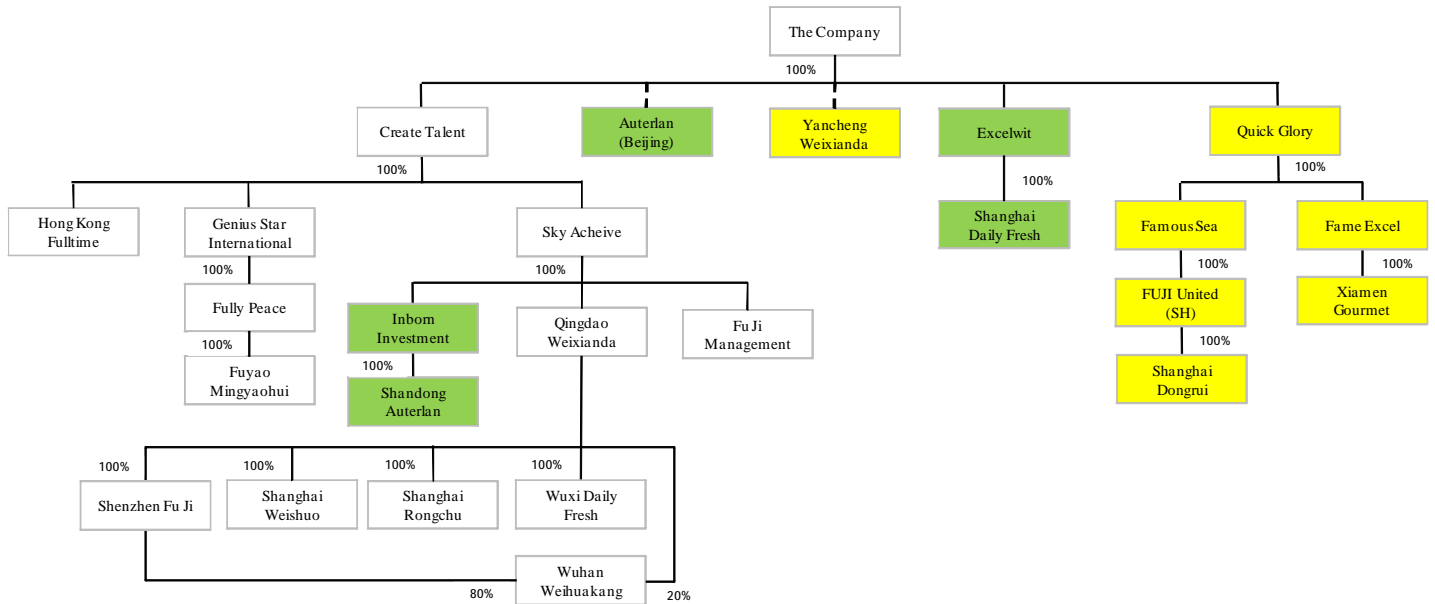 The Company
100%
Create Talent
Auterlan
(Beijing)
Yancheng
Weixianda
Excelwit
Quick Glory
100%
100%
100%
Hong Kong
Fulltime
Genius Star
International
Sky Acheive
Shanghai
Daily Fresh
Famous Sea
Fame Excel
100%
100%
100%
100%
Fully Peace
Inborn
Investment
Qingdao
Weixianda
Fu Ji
Management
FUJI United
(SH)
Xiamen
Gourmet
100%
100%
100%
Fuyao
Mingyaohui
Shandong
Auterlan
Shanghai
Dongrui
100%
100%
100%
100%
Shenzhen Fu Ji
Shanghai
Weishuo
Shanghai
Rongchu
Wuxi Daily
Fresh
Wuhan
Weihuakang
80%
20%